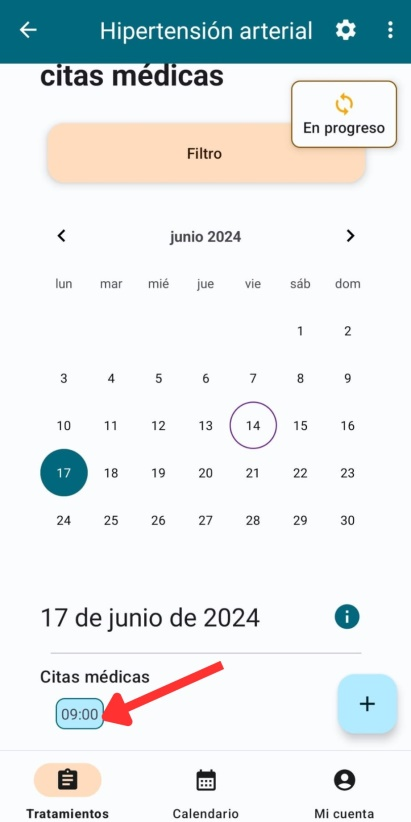 Hipertensión arterial
citas médicas
En progreso
Filtro
junio 2024
lun mar mié jue vie sáb dom
1 2
3 4 5 6 7 8 9
10 11 12 13 14 15 16
17 18 19 20 21 22 23
24 25 26 27 28 29 30
17 de junio de 2024
Citas médicas
09:00
Tratamientos Calendario Mi cuenta